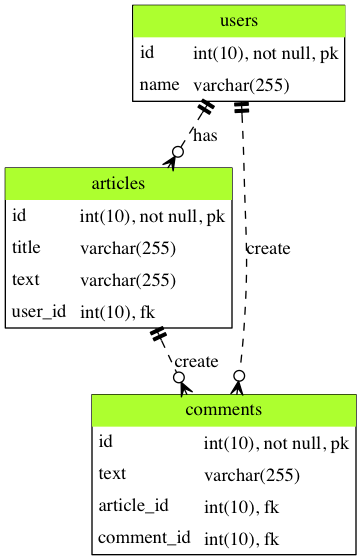 users
id int(10), not null, pk
name varchar(255)
has
articles
id int(10), not null, pk
title varchar(255)
text varchar(255)
user_id int(10), fk
create
create
comments
id int(10), not null, pk
text varchar(255)
article_id int(10), fk
comment_id int(10), fk